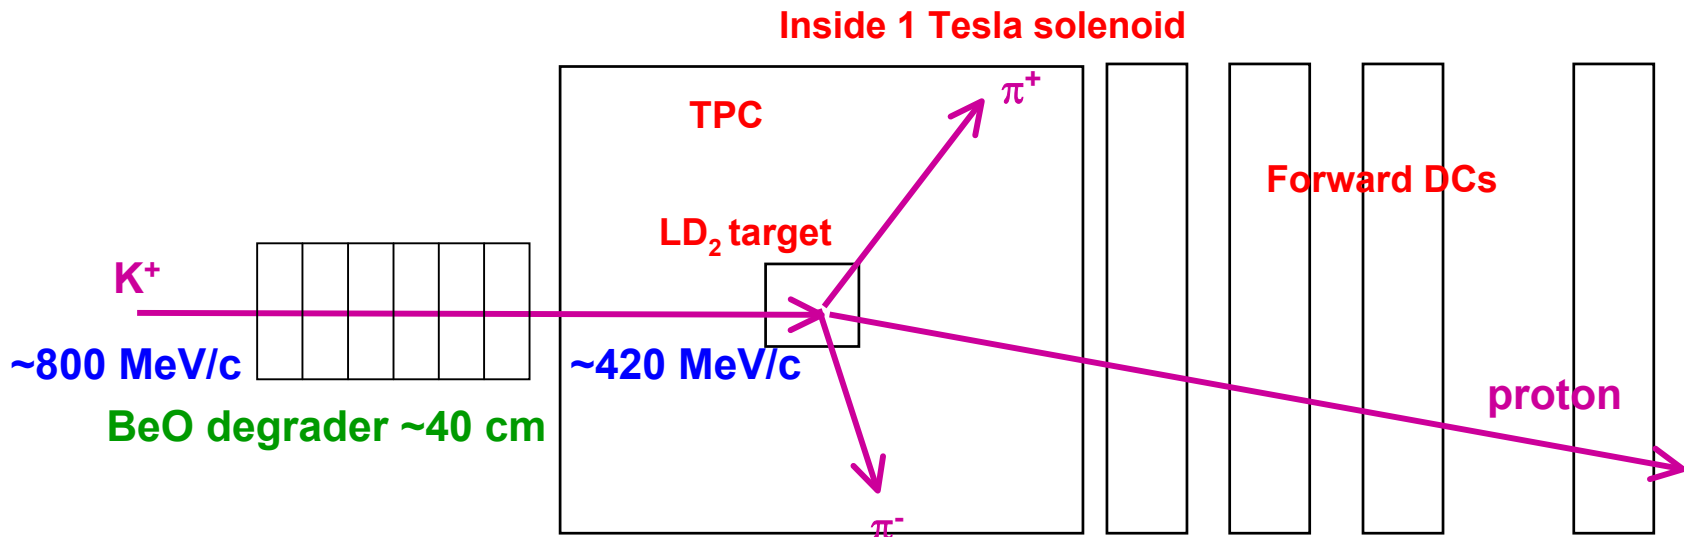 Inside 1 Tesla solenoid
π+
TPC
Forward DCs
LD2 target
K+
~800 MeV/c
~420 MeV/c
proton
BeO degrader ~40 cm
π-